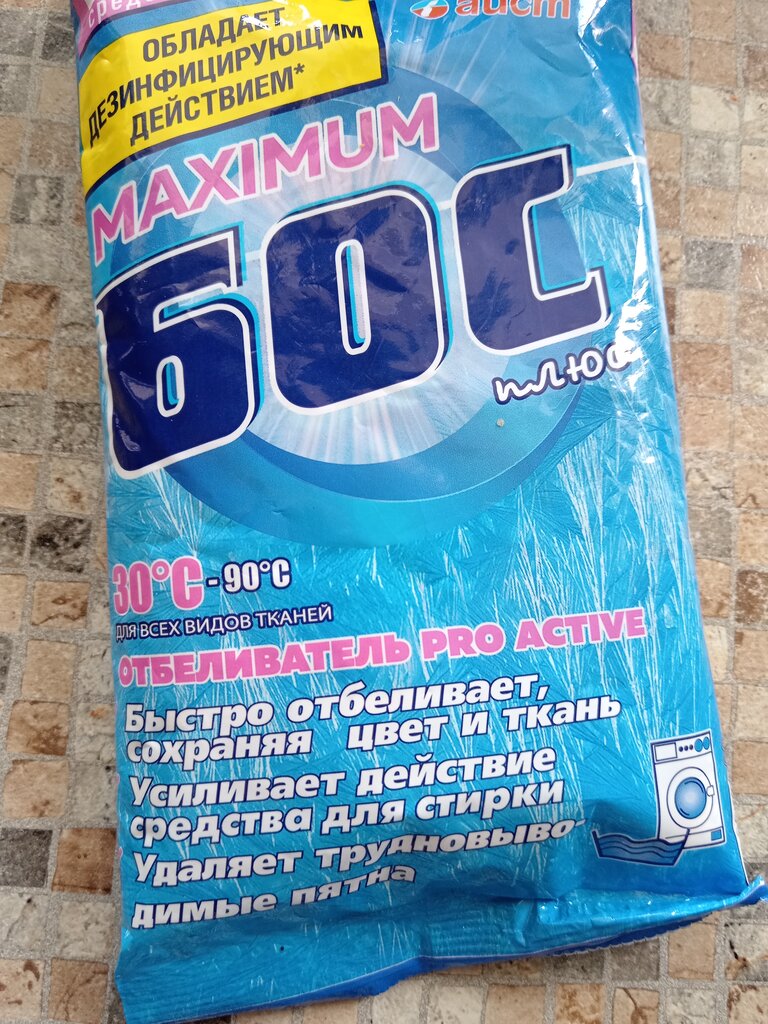 аист
ОБЛАДАЕТ
ДЕЗИНФИЦИРУЮЩИМ
ДЕЙСТВИЕМ*
MAXIMUM
БОС
плюс
30°C - 90°C
ДЛЯ ВСЕХ ВИДОВ ТКАНЕЙ
ОТБЕЛИВАТЕЛЬ PRO ACTIVE
Быстро отбеливает,
сохраняя цвет и ткань
Усиливает действие
средства для стирки
Удаляет трудновыво-
димые пятна